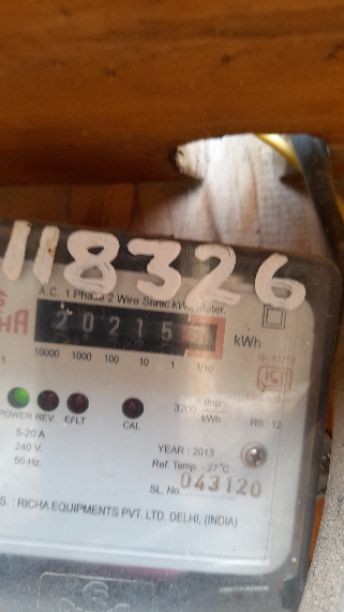 118326
A.C. 1 Phase 2 Wire Static kWh Meter.
20215
kWh
10000 1000 100 10 1 1/10
POWER REV. EFLT CAL
3200 imp/kWh
RS : 12
5-20 A
240 V.
50 Hz.
YEAR : 2013
Ref. Temp. - 27°C
SL. No. 043120
S. : RICHA EQUIPMENTS PVT. LTD. DELHI, (INDIA)